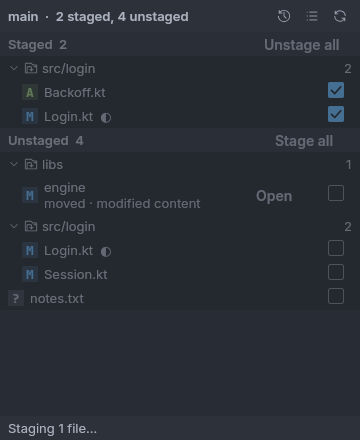 main · 2 staged, 4 unstaged
Staged 2 Unstage all
src/login 2
A Backoff.kt
M Login.kt
Unstaged 4 Stage all
libs 1
M engine
moved · modified content Open
src/login 2
M Login.kt
M Session.kt
? notes.txt
Staging 1 file...